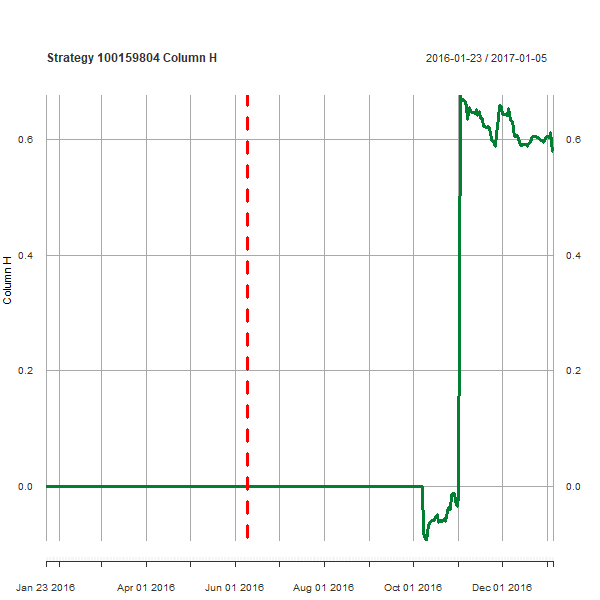 Strategy 100159804 Column H
2016-01-23 / 2017-01-05
0.6
0.4
0.2
0.0
Column H
0.6
0.4
0.2
0.0
Jan 23 2016
Apr 01 2016
Jun 01 2016
Aug 01 2016
Oct 01 2016
Dec 01 2016